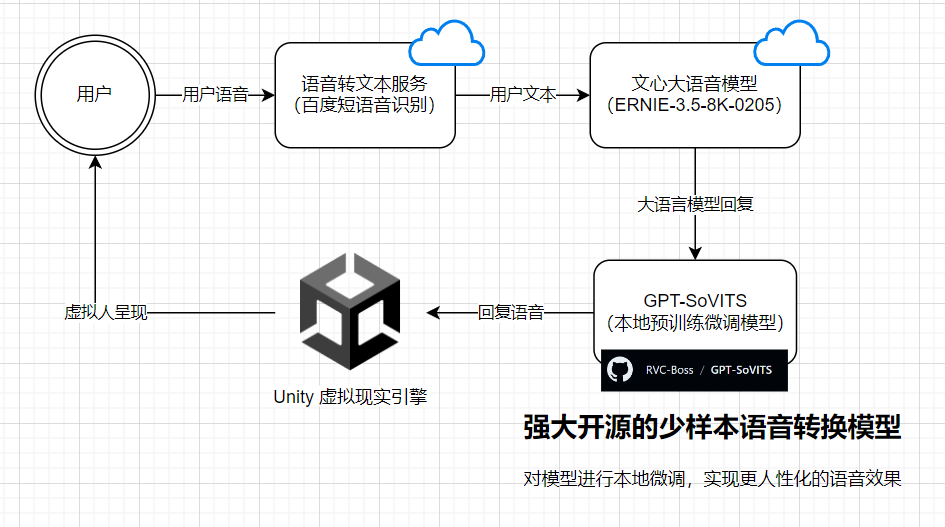 用户
用户语音
语音转文本服务
（百度短语音识别）
用户文本
文心大语音模型
（ERNIE-3.5-8K-0205）
大语言模型回复
GPT-SoVITS
（本地预训练微调模型）
RVC-Boss / GPT-SoVITS
回复语音
Unity 虚拟现实引擎
虚拟人呈现
强大开源的少样本语音转换模型
对模型进行本地微调，实现更人性化的语音效果